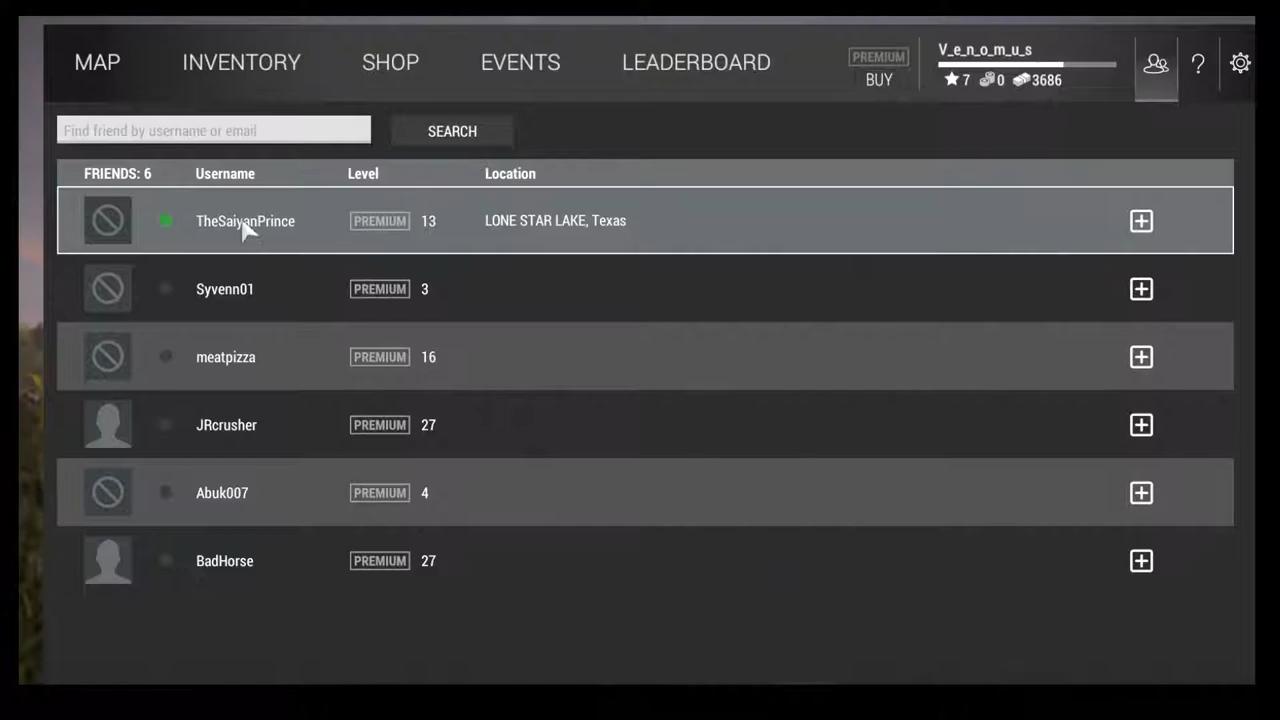 MAP INVENTORY SHOP EVENTS LEADERBOARD PREMIUM BUY V_e_n_o_m_u_s 7 0 3686 ?
Find friend by username or email SEARCH
FRIENDS: 6 Username Level Location
TheSaiyanPrince PREMIUM 13 LONE STAR LAKE, Texas
Syvenn01 PREMIUM 3
meatpizza PREMIUM 16
JRcrusher PREMIUM 27
Abuk007 PREMIUM 4
BadHorse PREMIUM 27